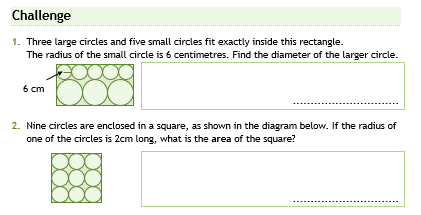 Challenge
1. Three large circles and five small circles fit exactly inside this rectangle.
The radius of the small circle is 6 centimetres. Find the diameter of the larger circle.
6 cm
2. Nine circles are enclosed in a square, as shown in the diagram below. If the radius of
one of the circles is 2cm long, what is the area of the square?